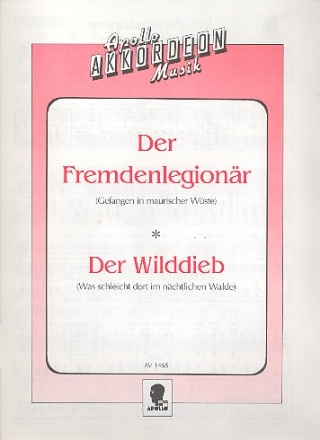 Apollo
AKKORDEON
Musik
Der
Fremdenlegionär
(Gefangen in maurischer Wüste)
*
Der Wilddieb
(Was schleicht dort im nächtlichen Walde)
AV 1468
APOLLO